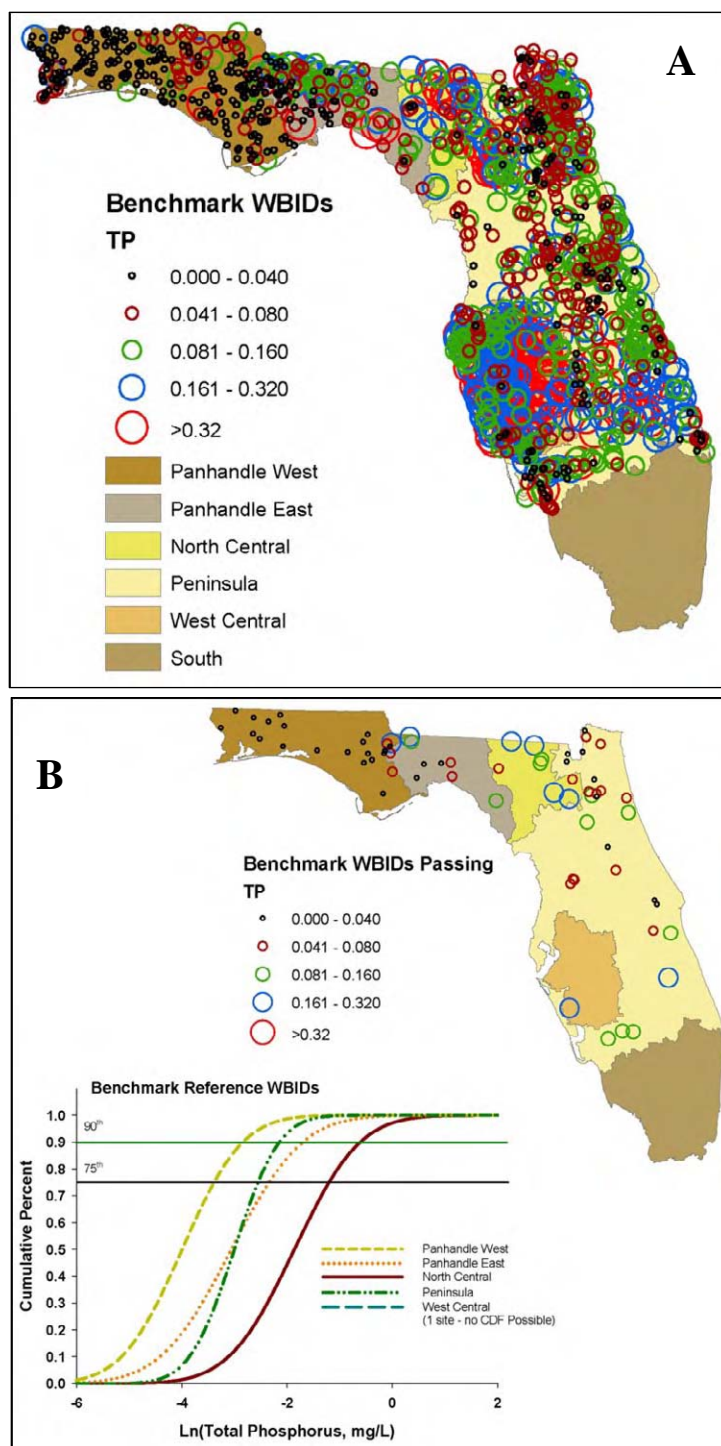 A
Benchmark WBIDs
TP
0.000 - 0.040
0.041 - 0.080
0.081 - 0.160
0.161 - 0.320
>0.32
Panhandle West
Panhandle East
North Central
Peninsula
West Central
South
B
Benchmark WBIDs Passing
TP
0.000 - 0.040
0.041 - 0.080
0.081 - 0.160
0.161 - 0.320
>0.32
Benchmark Reference WBIDs
Cumulative Percent
1.0
0.9
0.8
0.7
0.6
0.5
0.4
0.3
0.2
0.1
0.0
90th
75th
Panhandle West
Panhandle East
North Central
Peninsula
West Central
(1 site - no CDF Possible)
-6
-4
-2
0
2
Ln(Total Phosphorus, mg/L)